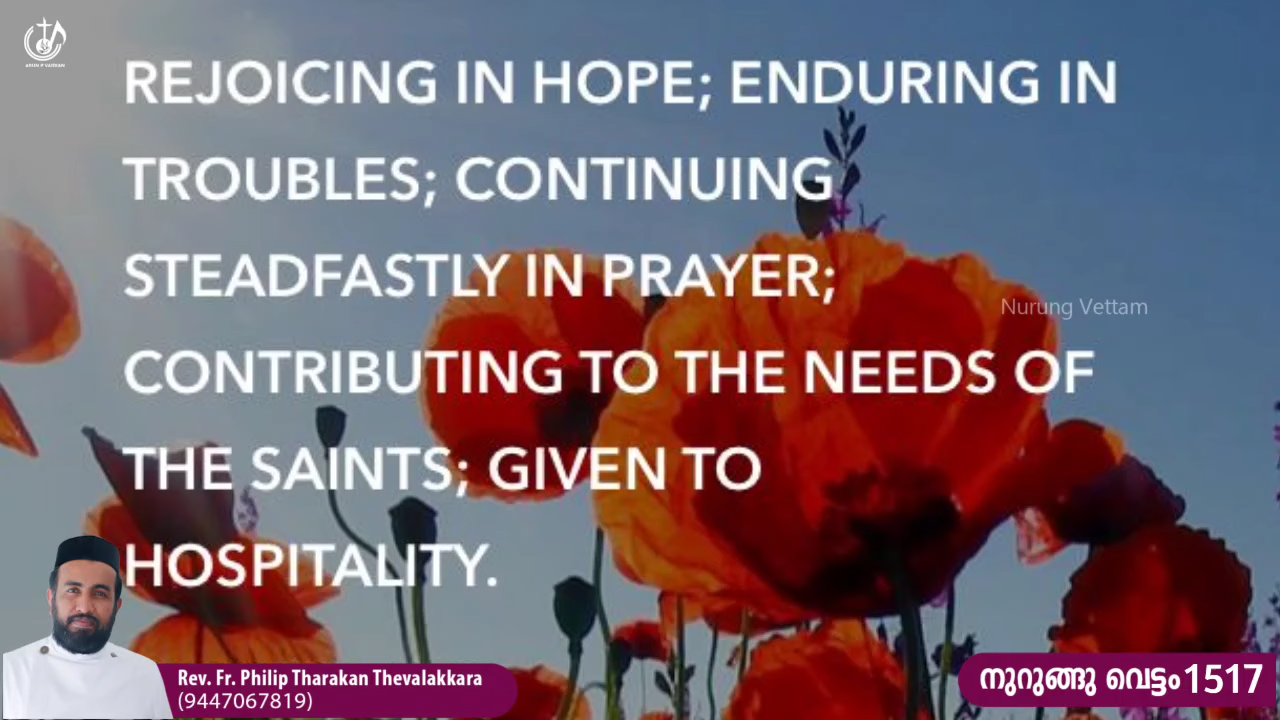 REJOICING IN HOPE; ENDURING IN
TROUBLES; CONTINUING
STEADFASTLY IN PRAYER;
Nurung Vettam
CONTRIBUTING TO THE NEEDS OF
THE SAINTS; GIVEN TO
HOSPITALITY.
Rev. Fr. Philip Tharakan Thevalakkara
(9447067819)
നുറുങ്ങു വെട്ടം 1517